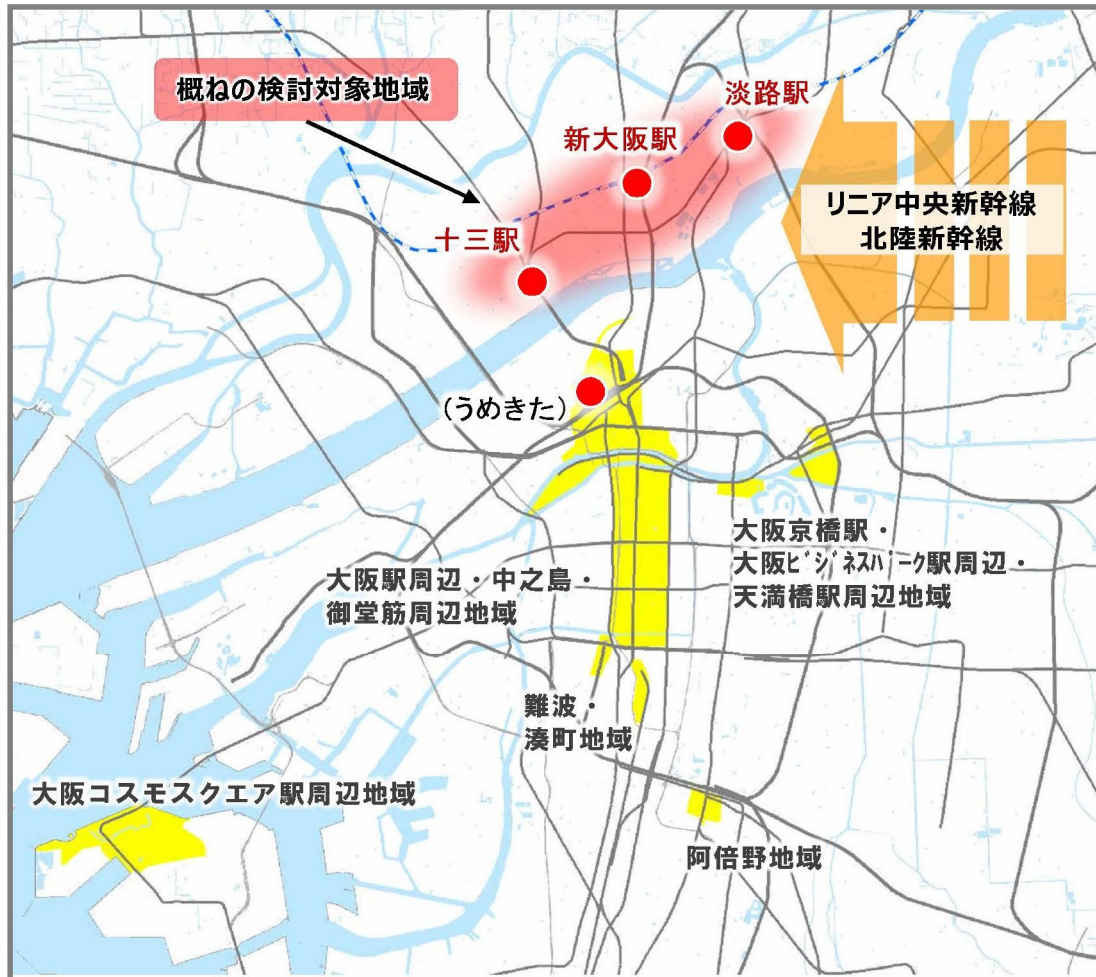 概ねの検討対象地域
淡路駅
新大阪駅
十三駅
リニア中央新幹線
北陸新幹線
(うめきた)
大阪京橋駅・
大阪ﾋﾞｼﾞﾈｽﾊﾟｰｸ駅周辺・
天満橋駅周辺地域
大阪駅周辺・中之島・
御堂筋周辺地域
難波・
湊町地域
大阪コスモスクエア駅周辺地域
阿倍野地域